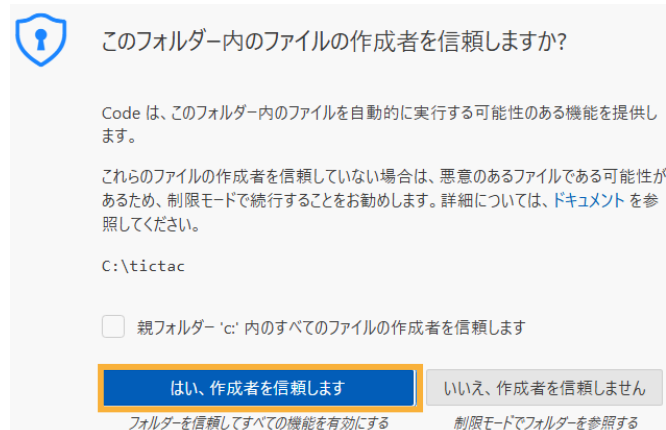 このフォルダー内のファイルの作成者を信頼しますか?
Code は、このフォルダー内のファイルを自動的に実行する可能性のある機能を提供し
ます。
これらのファイルの作成者を信頼していない場合は、悪意のあるファイルである可能性が
あるため、制限モードで続行することをお勧めします。詳細については、ドキュメント を参
照してください。
C:\tictac
親フォルダー 'c:' 内のすべてのファイルの作成者を信頼します
はい、作成者を信頼します
いいえ、作成者を信頼しません
フォルダーを信頼してすべての機能を有効にする
制限モードでフォルダーを参照する